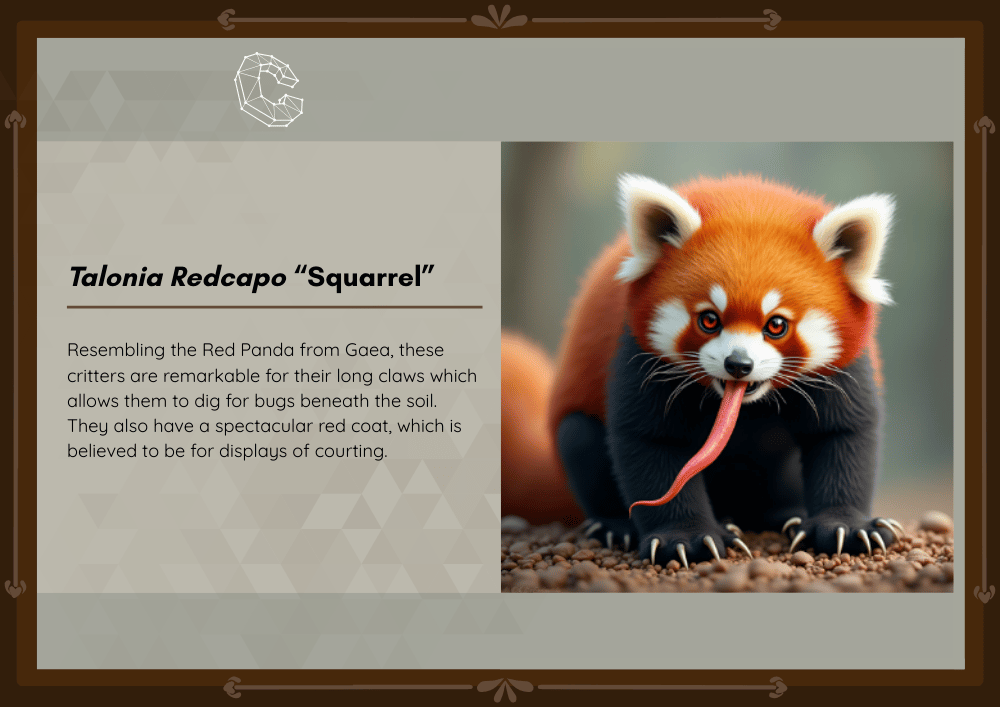 C
Talonia Redcapo “Squarrel”
Resembling the Red Panda from Gaea, these
critters are remarkable for their long claws which
allows them to dig for bugs beneath the soil.
They also have a spectacular red coat, which is
believed to be for displays of courting.